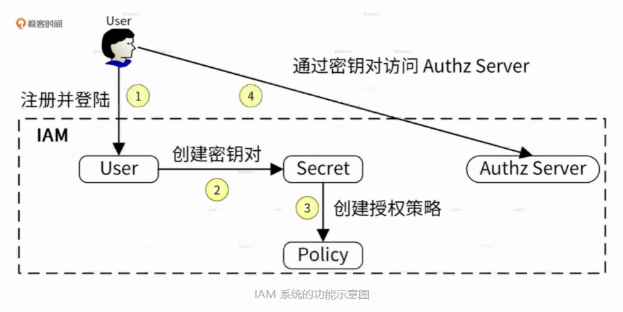 极客时间
User
通过密钥对访问 Authz Server
注册并登陆
1
4
IAM
User
创建密钥对
Secret
Authz Server
2
3
创建授权策略
Policy
IAM 系统的功能示意图